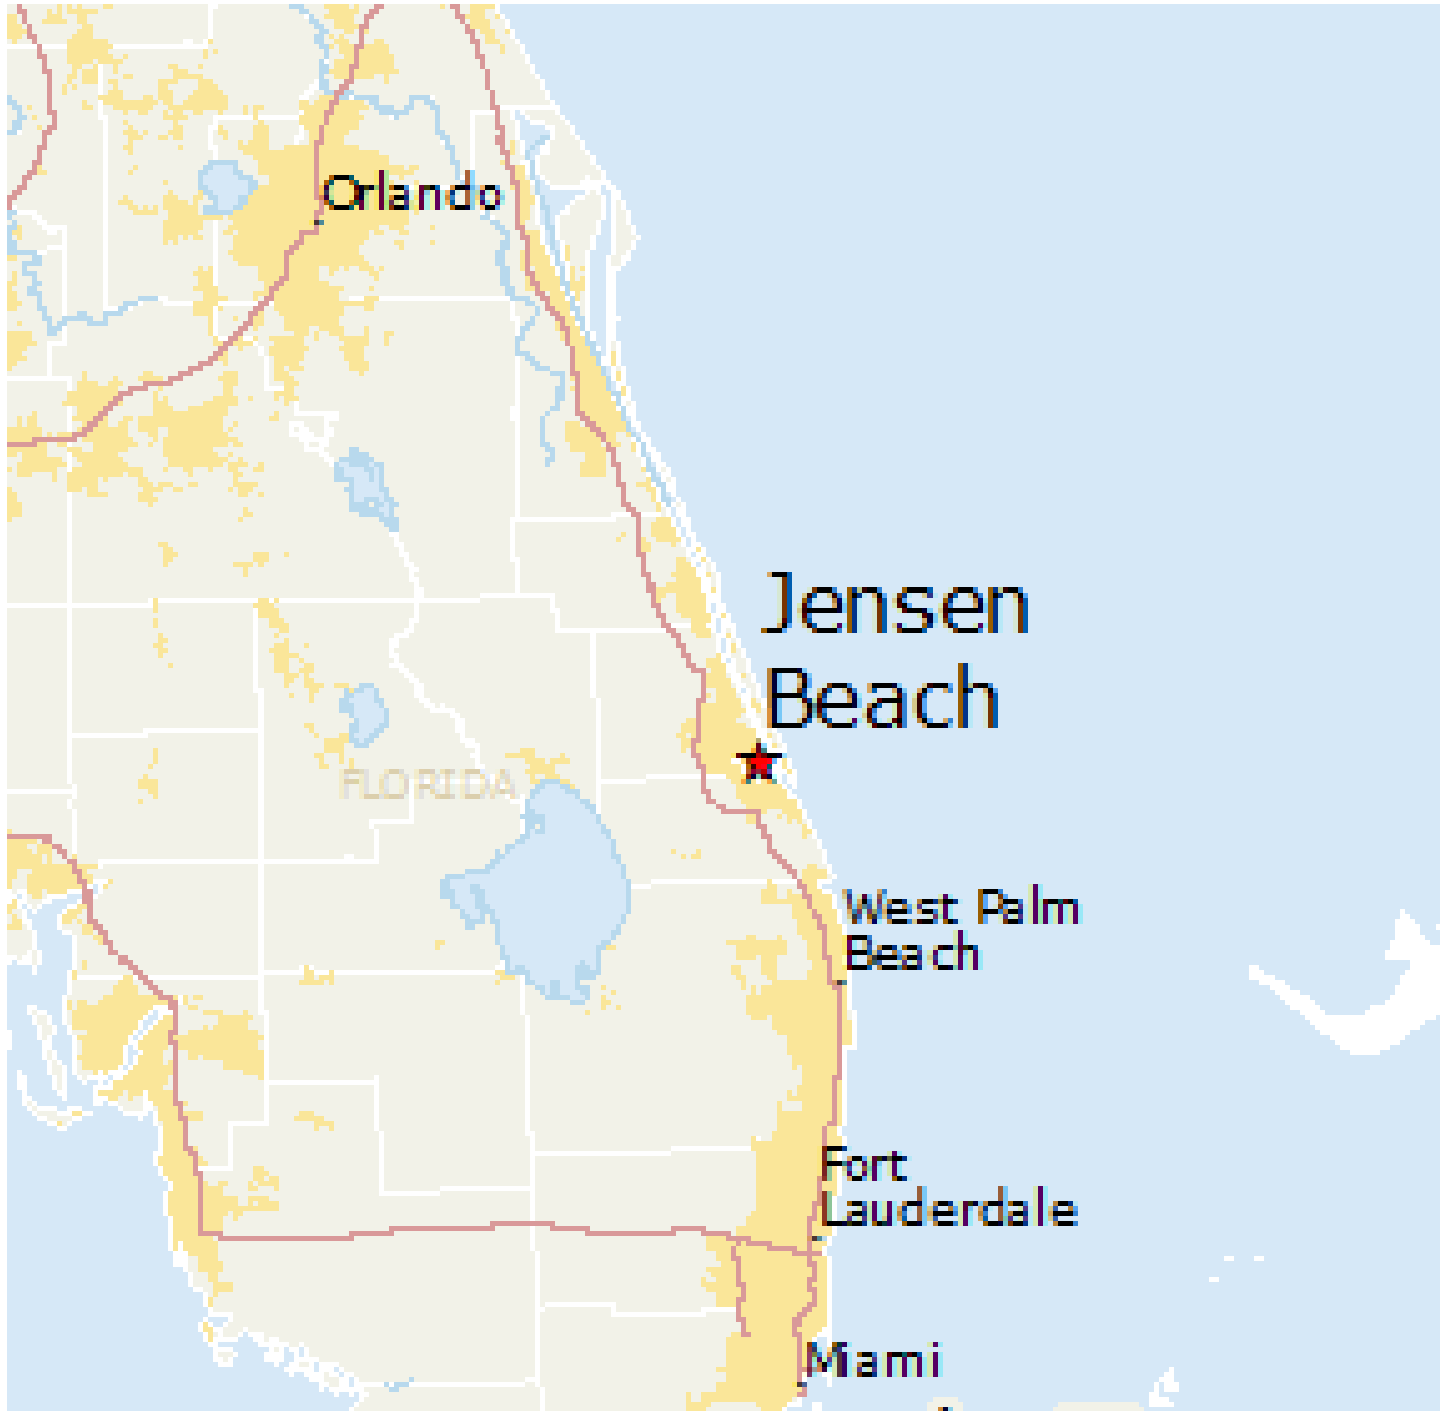 Orlando
Jensen
Beach
FLORIDA
West Palm
Beach
Fort
Lauderdale
Miami